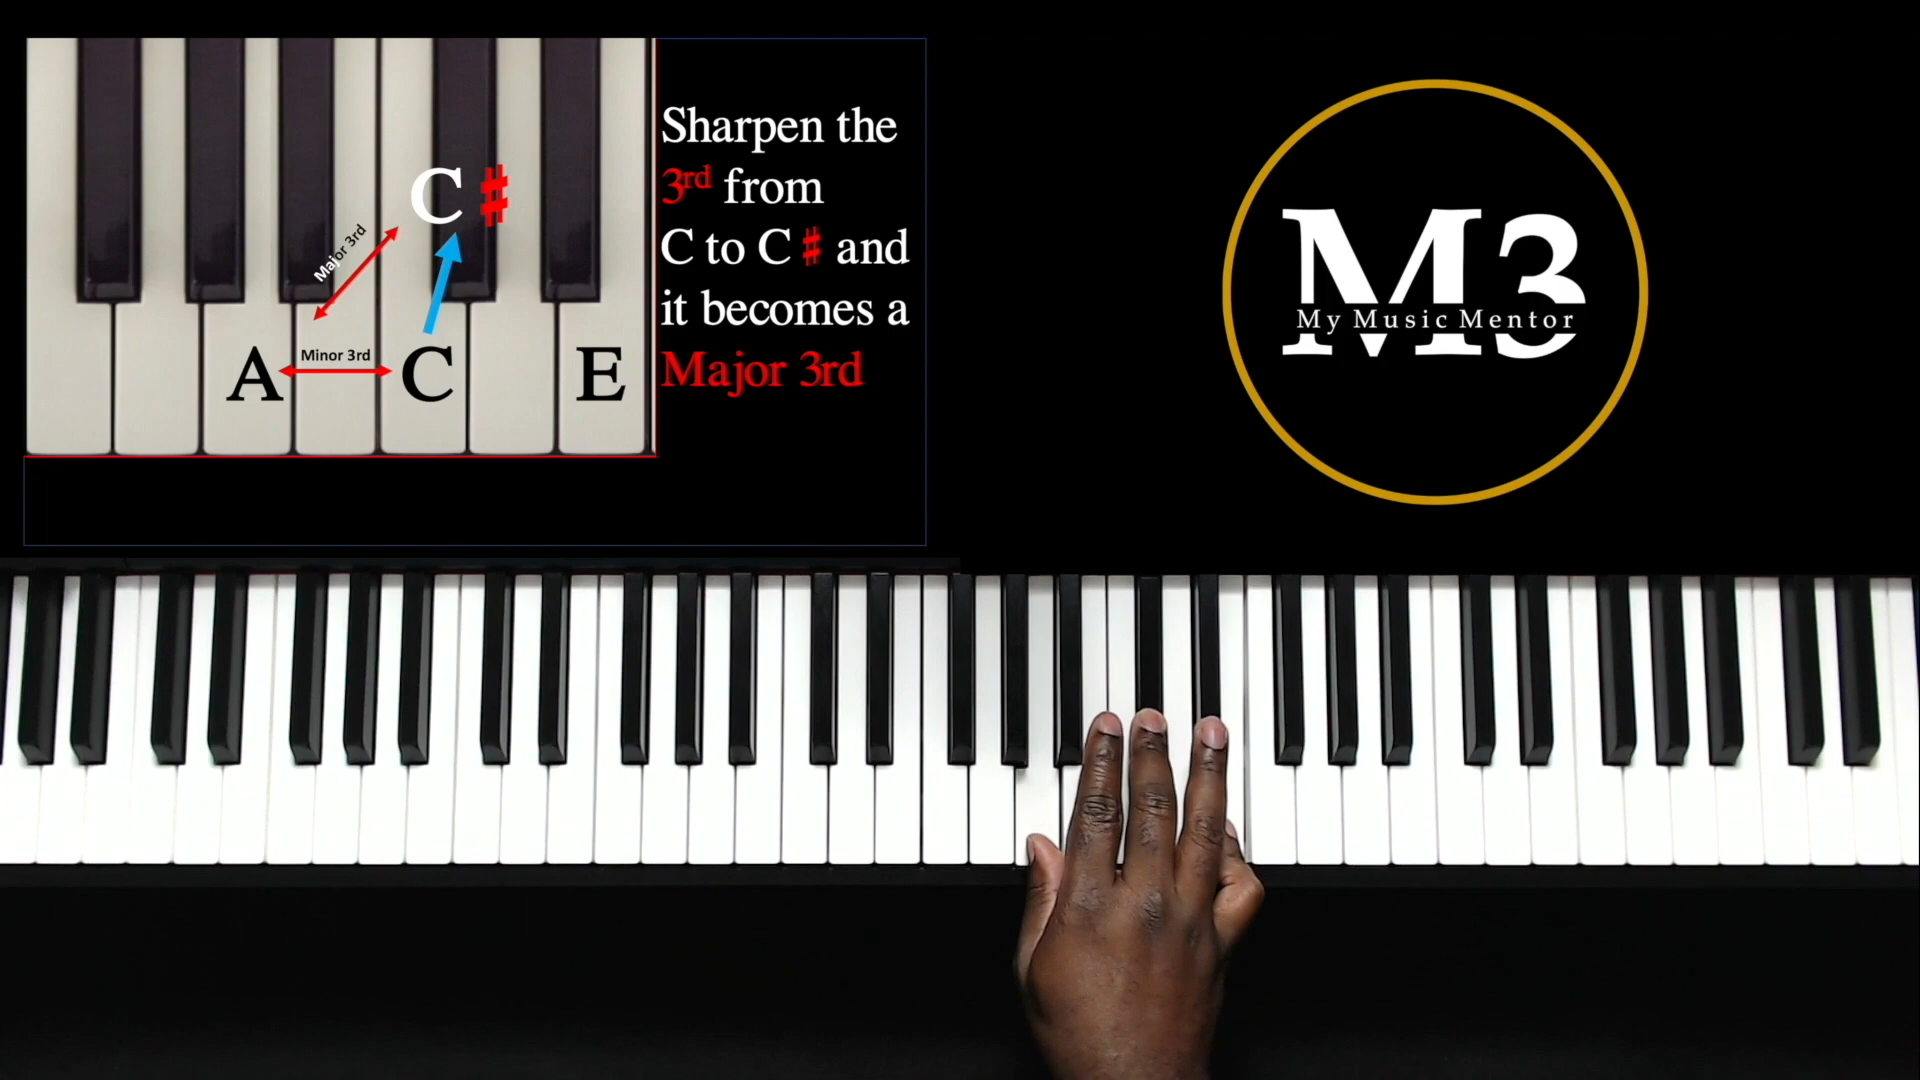 Sharpen the
3rd from
C to C # and
it becomes a
Major 3rd
C #
Major 3rd
Minor 3rd
A C E
M3
My Music Mentor